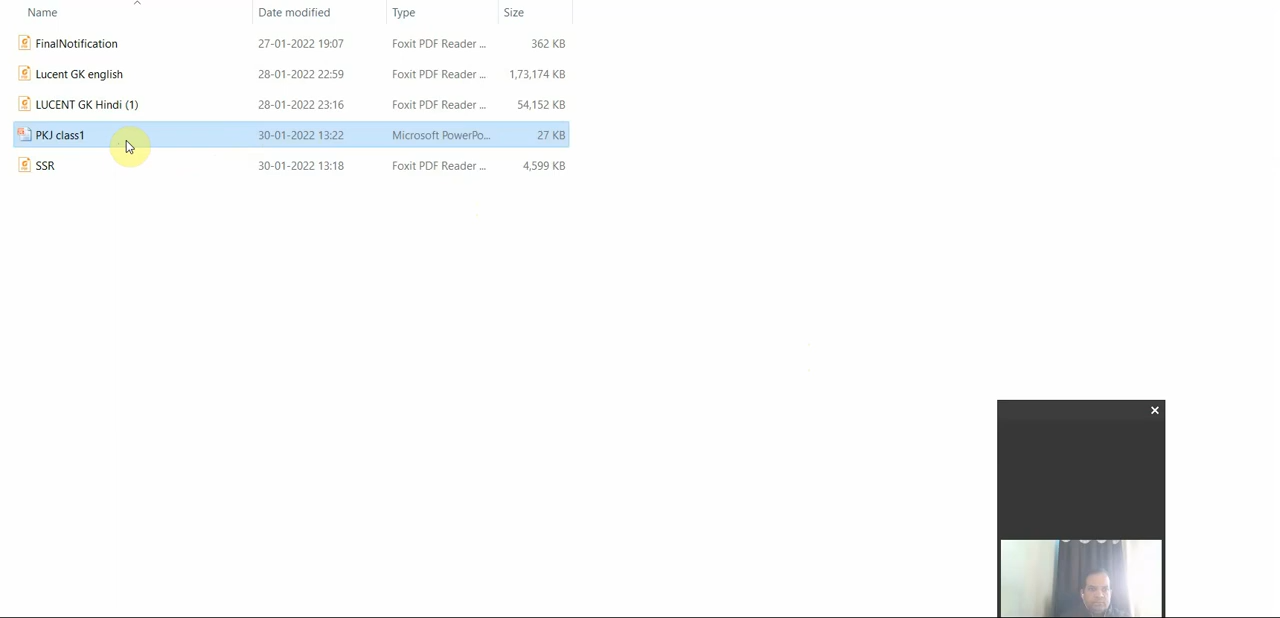 Name Date modified Type Size
FinalNotification 27-01-2022 19:07 Foxit PDF Reader ... 362 KB
Lucent GK english 28-01-2022 22:59 Foxit PDF Reader ... 1,73,174 KB
LUCENT GK Hindi (1) 28-01-2022 23:16 Foxit PDF Reader ... 54,152 KB
PKJ class1 30-01-2022 13:22 Microsoft PowerPo... 27 KB
SSR 30-01-2022 13:18 Foxit PDF Reader ... 4,599 KB